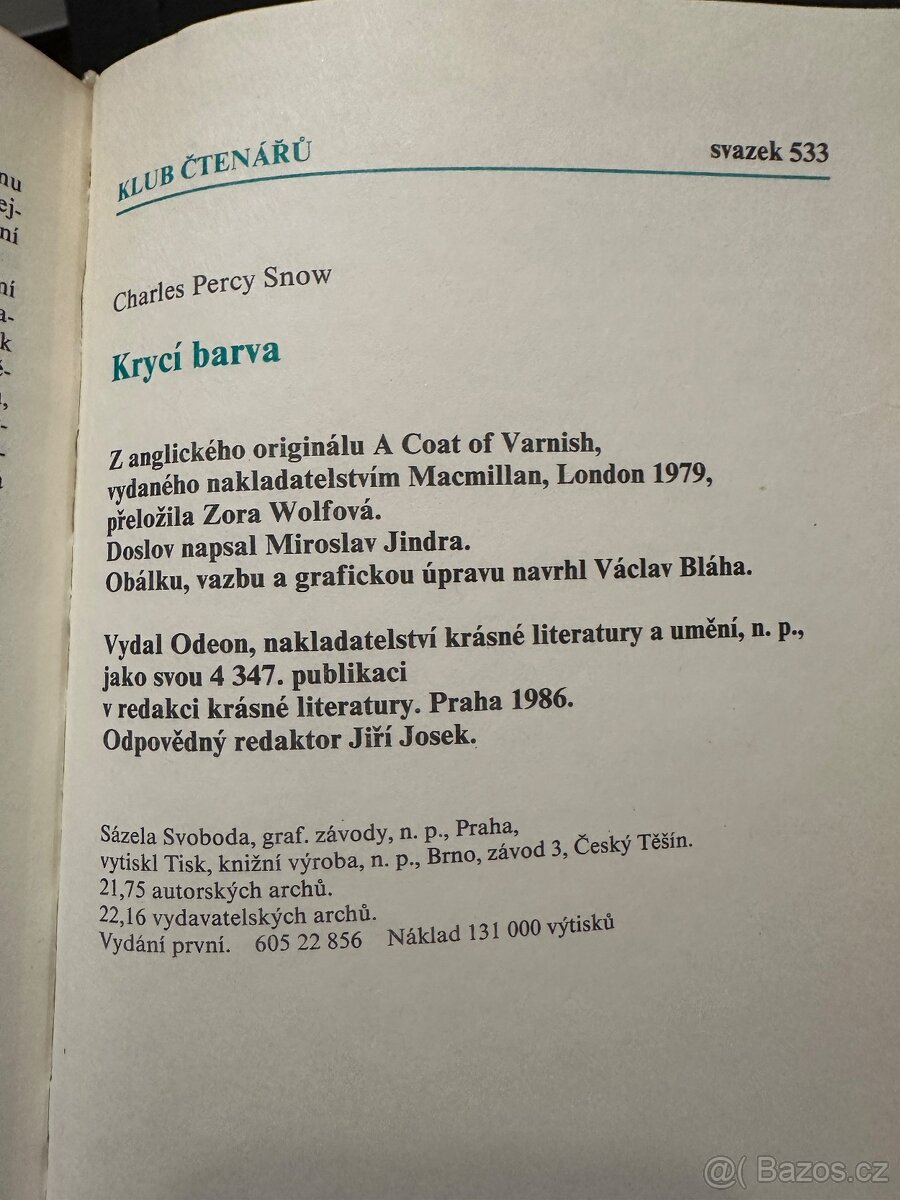 nu
ej-
ní
ní
a-
k
KLUB ČTENÁŘŮ
svazek 533
Charles Percy Snow
Krycí barva
Z anglického originálu A Coat of Varnish,
vydaného nakladatelstvím Macmillan, London 1979,
přeložila Zora Wolfová.
Doslov napsal Miroslav Jindra.
Obálku, vazbu a grafickou úpravu navrhl Václav Bláha.
Vydal Odeon, nakladatelství krásné literatury a umění, n. p.,
jako svou 4 347. publikaci
v redakci krásné literatury. Praha 1986.
Odpovědný redaktor Jiří Josek.
Sázela Svoboda, graf. závody, n. p., Praha,
vytiskl Tisk, knižní výroba, n. p., Brno, závod 3, Český Těšín.
21,75 autorských archů.
22,16 vydavatelských archů.
Vydání první. 605 22 856 Náklad 131 000 výtisků
@( Bazos.cz